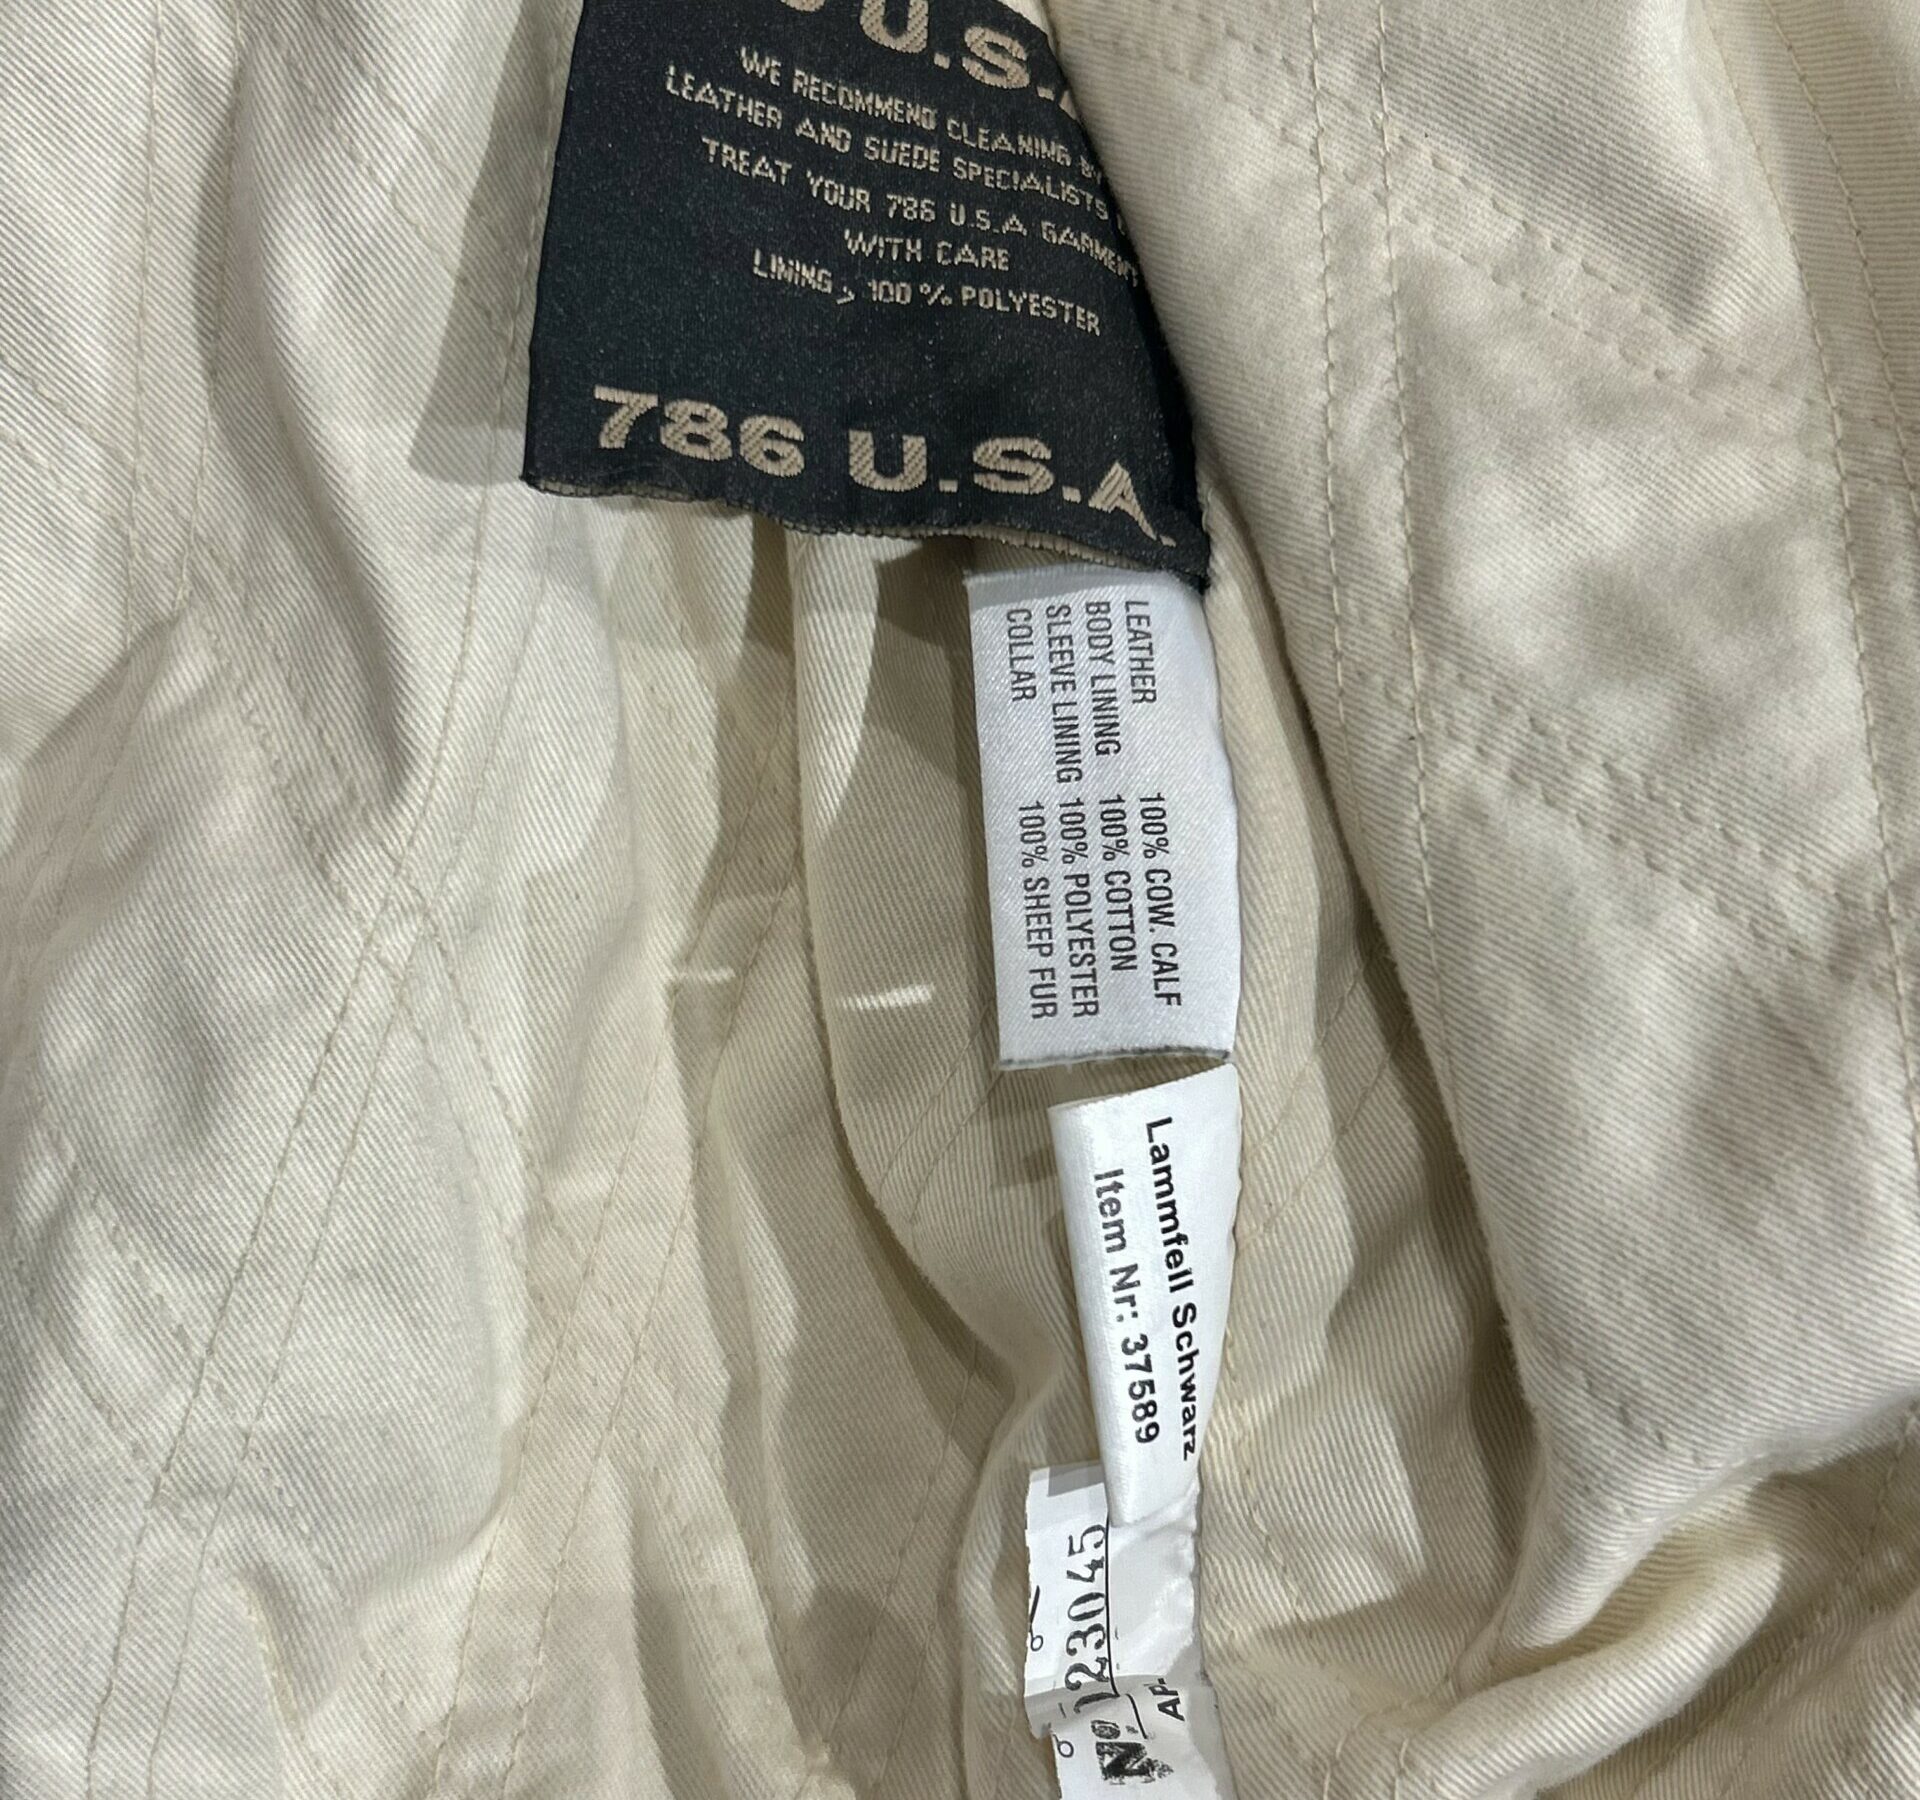 U.S.
WE RECOMMEND CLEANING BY
LEATHER AND SUEDE SPECIALISTS
TREAT YOUR 786 U.S.A GARMENT
WITH CARE
LINING > 100 % POLYESTER
786 U.S.A.
LEATHER 100% COW. CALF
BODY LINING 100% COTTON
SLEEVE LINING 100% POLYESTER
COLLAR 100% SHEEP FUR
Lammfell Schwarz
Item Nr: 37589
No 123045